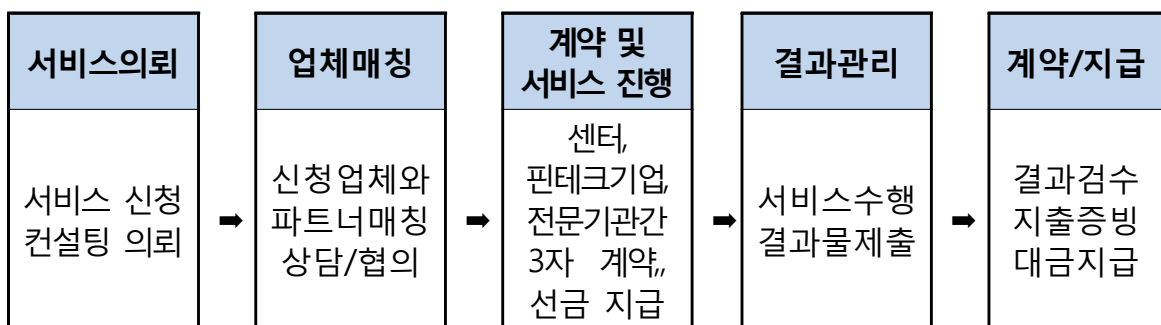 서비스의뢰
서비스 신청
컨설팅 의뢰
➡
업체매칭
신청업체와
파트너매칭
상담/협의
➡
계약 및
서비스 진행
센터,
핀테크기업,
전문기관간
3자 계약,,
선금 지급
➡
결과관리
서비스수행
결과물제출
➡
계약/지급
결과검수
지출증빙
대금지급